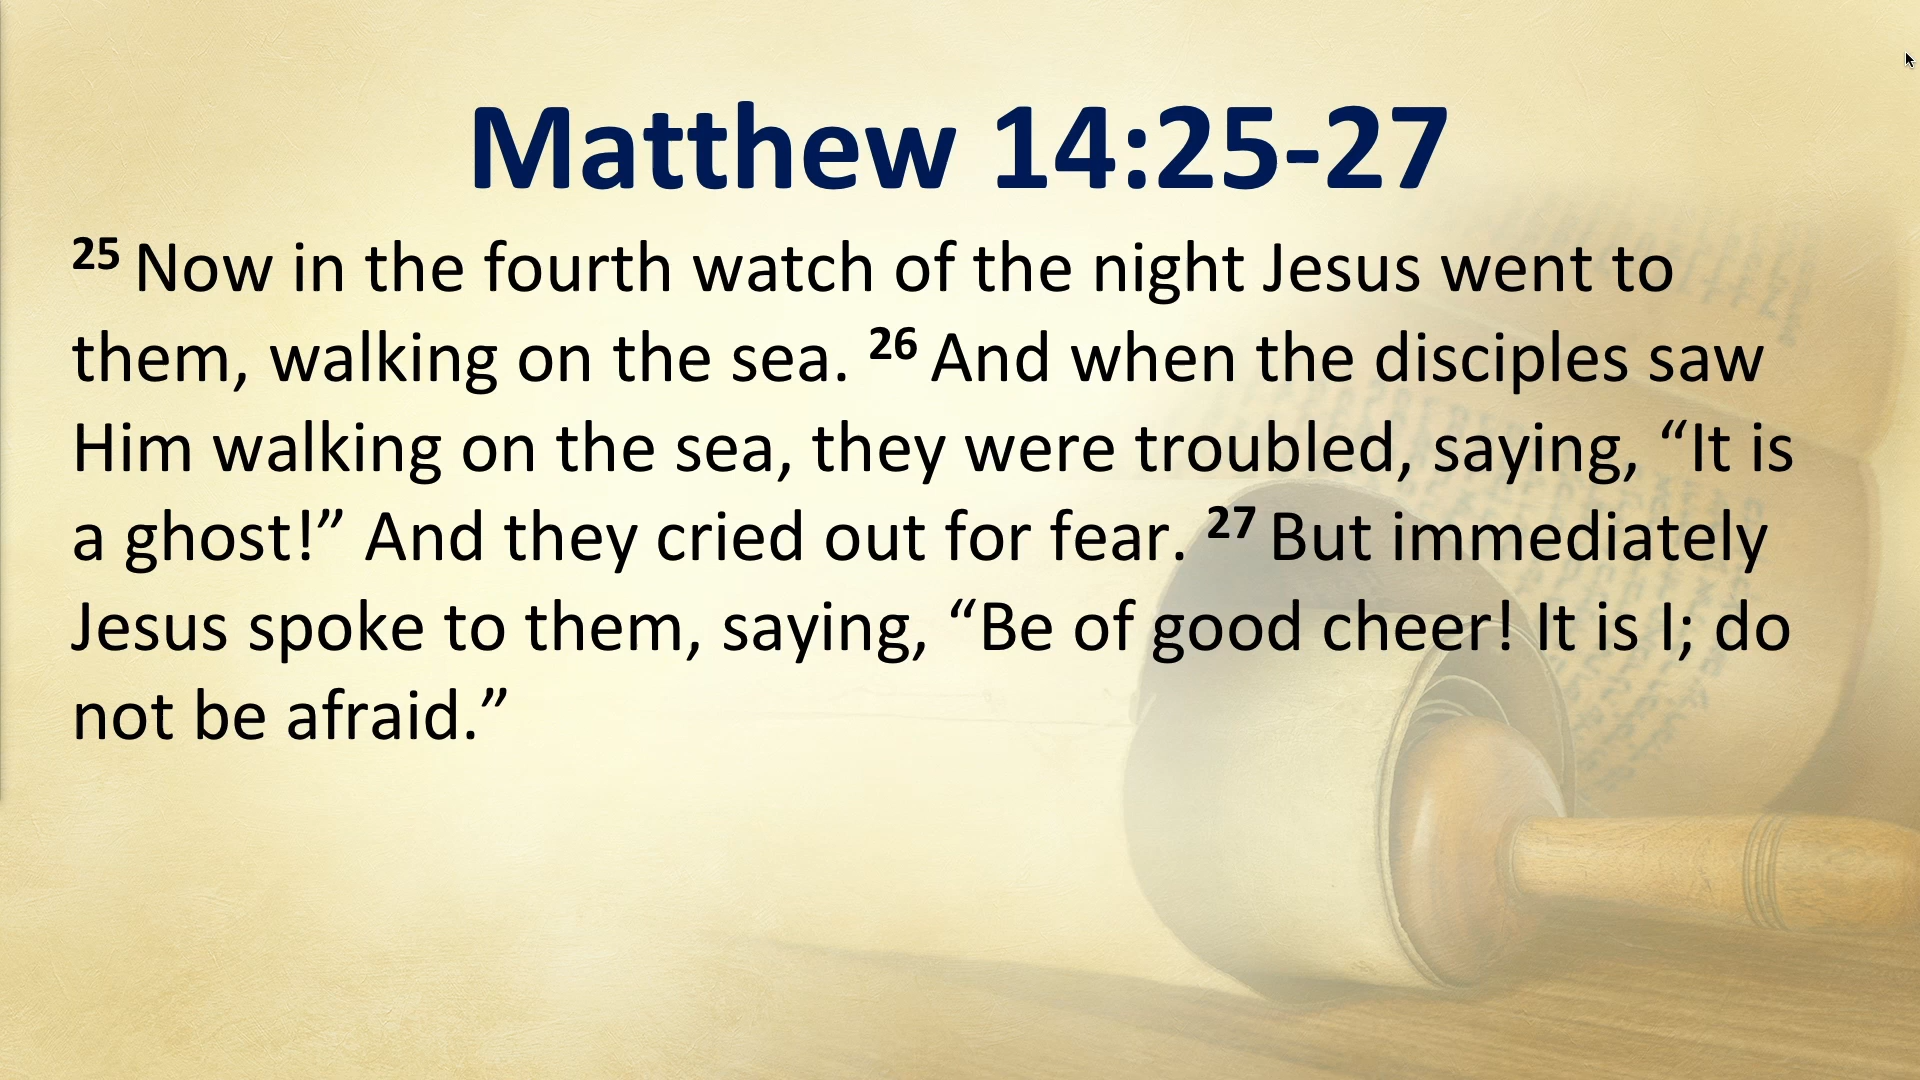 Matthew 14:25-27
25 Now in the fourth watch of the night Jesus went to
them, walking on the sea. 26 And when the disciples saw
Him walking on the sea, they were troubled, saying, “It is
a ghost!” And they cried out for fear. 27 But immediately
Jesus spoke to them, saying, “Be of good cheer! It is I; do
not be afraid.”